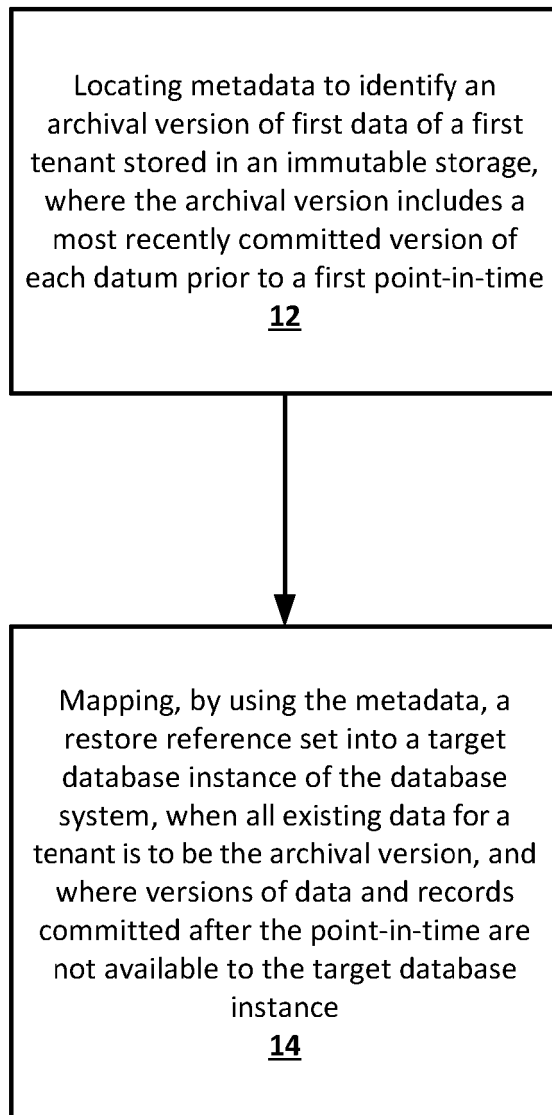 Locating metadata to identify an
archival version of first data of a first
tenant stored in an immutable storage,
where the archival version includes a
most recently committed version of
each datum prior to a first point-in-time
12
Mapping, by using the metadata, a
restore reference set into a target
database instance of the database
system, when all existing data for a
tenant is to be the archival version, and
where versions of data and records
committed after the point-in-time are
not available to the target database
instance
14